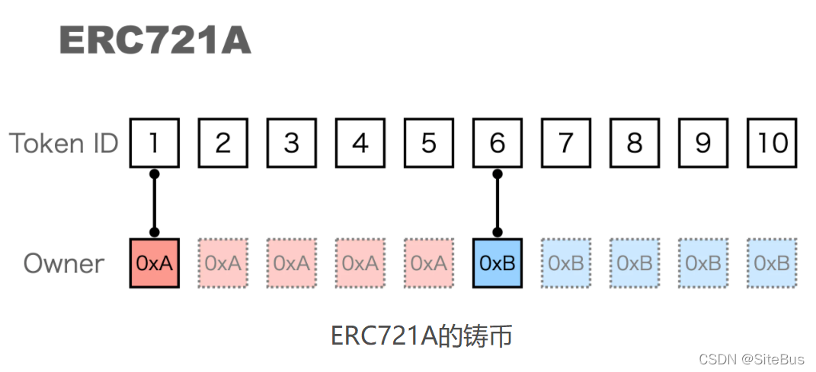 ERC721A
Token ID 1 2 3 4 5 6 7 8 9 10
Owner 0xA 0xA 0xA 0xA 0xA 0xB 0xB 0xB 0xB 0xB
ERC721A的铸币
CSDN @SiteBus